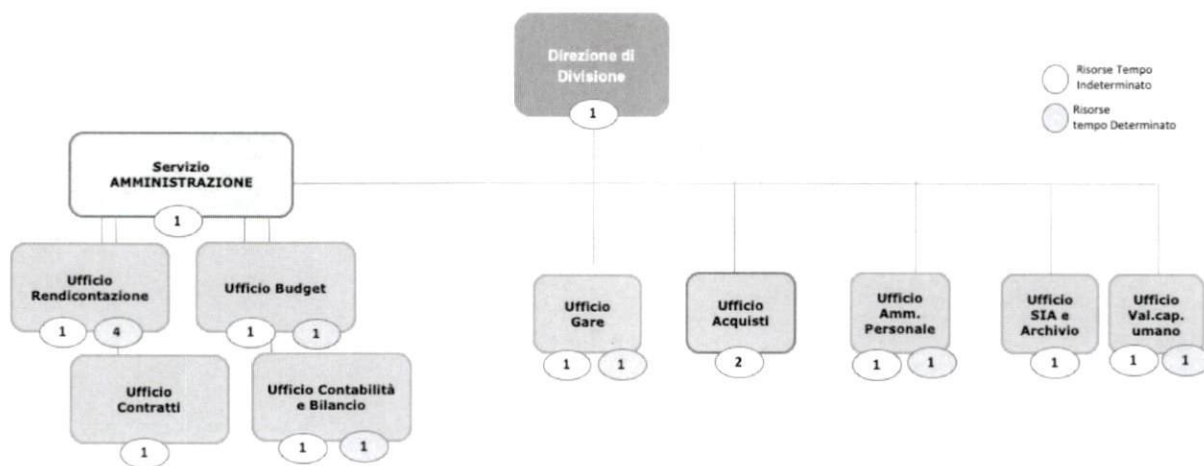 Direzione di
Divisione
1
Risorse Tempo
Indeterminato
Risorse
tempo Determinato
Servizio
AMMINISTRAZIONE
1
Ufficio
Rendicontazione
1
4
Ufficio Budget
1
1
Ufficio
Contratti
1
Ufficio Contabilità
e Bilancio
1
1
Ufficio
Gare
1
1
Ufficio
Acquisti
2
Ufficio
Amm.
Personale
1
1
Ufficio
SIA e
Archivio
1
Ufficio
Val.cap.
umano
1
1